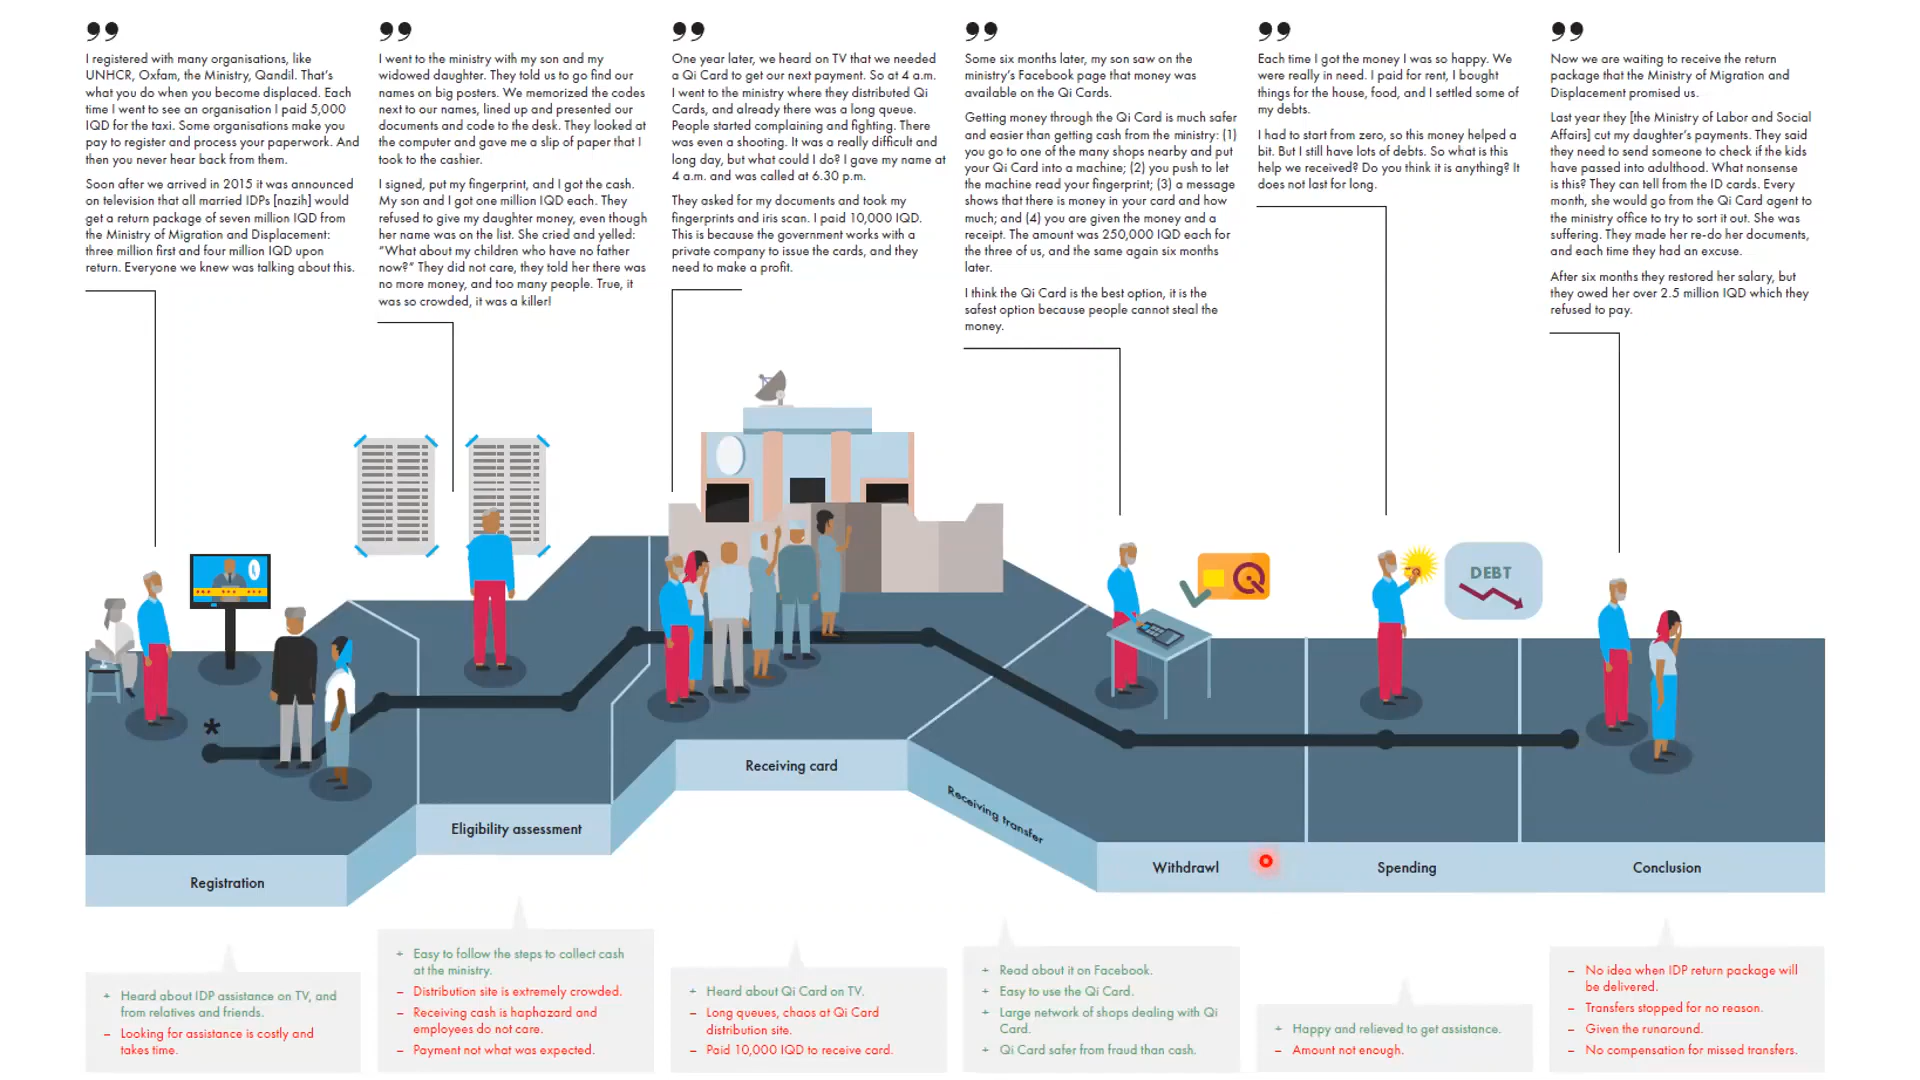 I registered with many organisations, like
UNHCR, Oxfam, the Ministry, Qandil. That's
what you do when you become displaced. Each
time I went to see an organisation I paid 5,000
IQD for the taxi. Some organisations make you
pay to register and process your paperwork. And
then you never hear back from them.
Soon after we arrived in 2015 it was announced
on television that all married IDPs [nazih] would
get a return package of seven million IQD from
the Ministry of Migration and Displacement:
three million first and four million IQD upon
return. Everyone we knew was talking about this.
I went to the ministry with my son and my
widowed daughter. They told us to go find our
names on big posters. We memorized the codes
next to our names, lined up and presented our
documents and code to the desk. They looked at
the computer and gave me a slip of paper that I
took to the cashier.
I signed, put my fingerprint, and I got the cash.
My son and I got one million IQD each. They
refused to give my daughter money, even though
her name was on the list. She cried and yelled:
“What about my children who have no father
now?” They did not care, they told her there was
no more money, and too many people. True, it
was so crowded, it was a killer!
One year later, we heard on TV that we needed
a Qi Card to get our next payment. So at 4 a.m.
I went to the ministry where they distributed Qi
Cards, and already there was a long queue.
People started complaining and fighting. There
was even a shooting. It was a really difficult and
long day, but what could I do? I gave my name at
4 a.m. and was called at 6.30 p.m.
They asked for my documents and took my
fingerprints and iris scan. I paid 10,000 IQD.
This is because the government works with a
private company to issue the cards, and they
need to make a profit.
Some six months later, my son saw on the
ministry's Facebook page that money was
available on the Qi Cards.
Getting money through the Qi Card is much safer
and easier than getting cash from the ministry: (1)
you go to one of the many shops nearby and put
your Qi Card into a machine; (2) you push to let
the machine read your fingerprint; (3) a message
shows that there is money in your card and how
much; and (4) you are given the money and a
receipt. The amount was 250,000 IQD each for
the three of us, and the same again six months
later.
I think the Qi Card is the best option, it is the
safest option because people cannot steal the
money.
Each time I got the money I was so happy. We
were really in need. I paid for rent, I bought
things for the house, food, and I settled some of
my debts.
I had to start from zero, so this money helped a
bit. But I still have lots of debts. So what is this
help we received? Do you think it is anything? It
does not last for long.
Now we are waiting to receive the return
package that the Ministry of Migration and
Displacement promised us.
Last year they [the Ministry of Labor and Social
Affairs] cut my daughter's payments. They said
they need to send someone to check if the kids
have passed into adulthood. What nonsense
is this? They can tell from the ID cards. Every
month, she would go from the Qi Card agent to
the ministry office to try to sort it out. She was
suffering. They made her re-do her documents,
and each time they had an excuse.
After six months they restored her salary, but
they owed her over 2.5 million IQD which they
refused to pay.
DEBT
*
Registration
Eligibility assessment
Receiving card
Receiving transfer
Withdrawl
Spending
Conclusion
+ Heard about IDP assistance on TV, and
from relatives and friends.
– Looking for assistance is costly and
takes time.
+ Easy to follow the steps to collect cash
at the ministry.
– Distribution site is extremely crowded.
– Receiving cash is haphazard and
employees do not care.
– Payment not what was expected.
+ Heard about Qi Card on TV.
– Long queues, chaos at Qi Card
distribution site.
– Paid 10,000 IQD to receive card.
+ Read about it on Facebook.
+ Easy to use the Qi Card.
+ Large network of shops dealing with Qi
Card.
+ Qi Card safer from fraud than cash.
+ Happy and relieved to get assistance.
– Amount not enough.
– No idea when IDP return package will
be delivered.
– Transfers stopped for no reason.
– Given the runaround.
– No compensation for missed transfers.